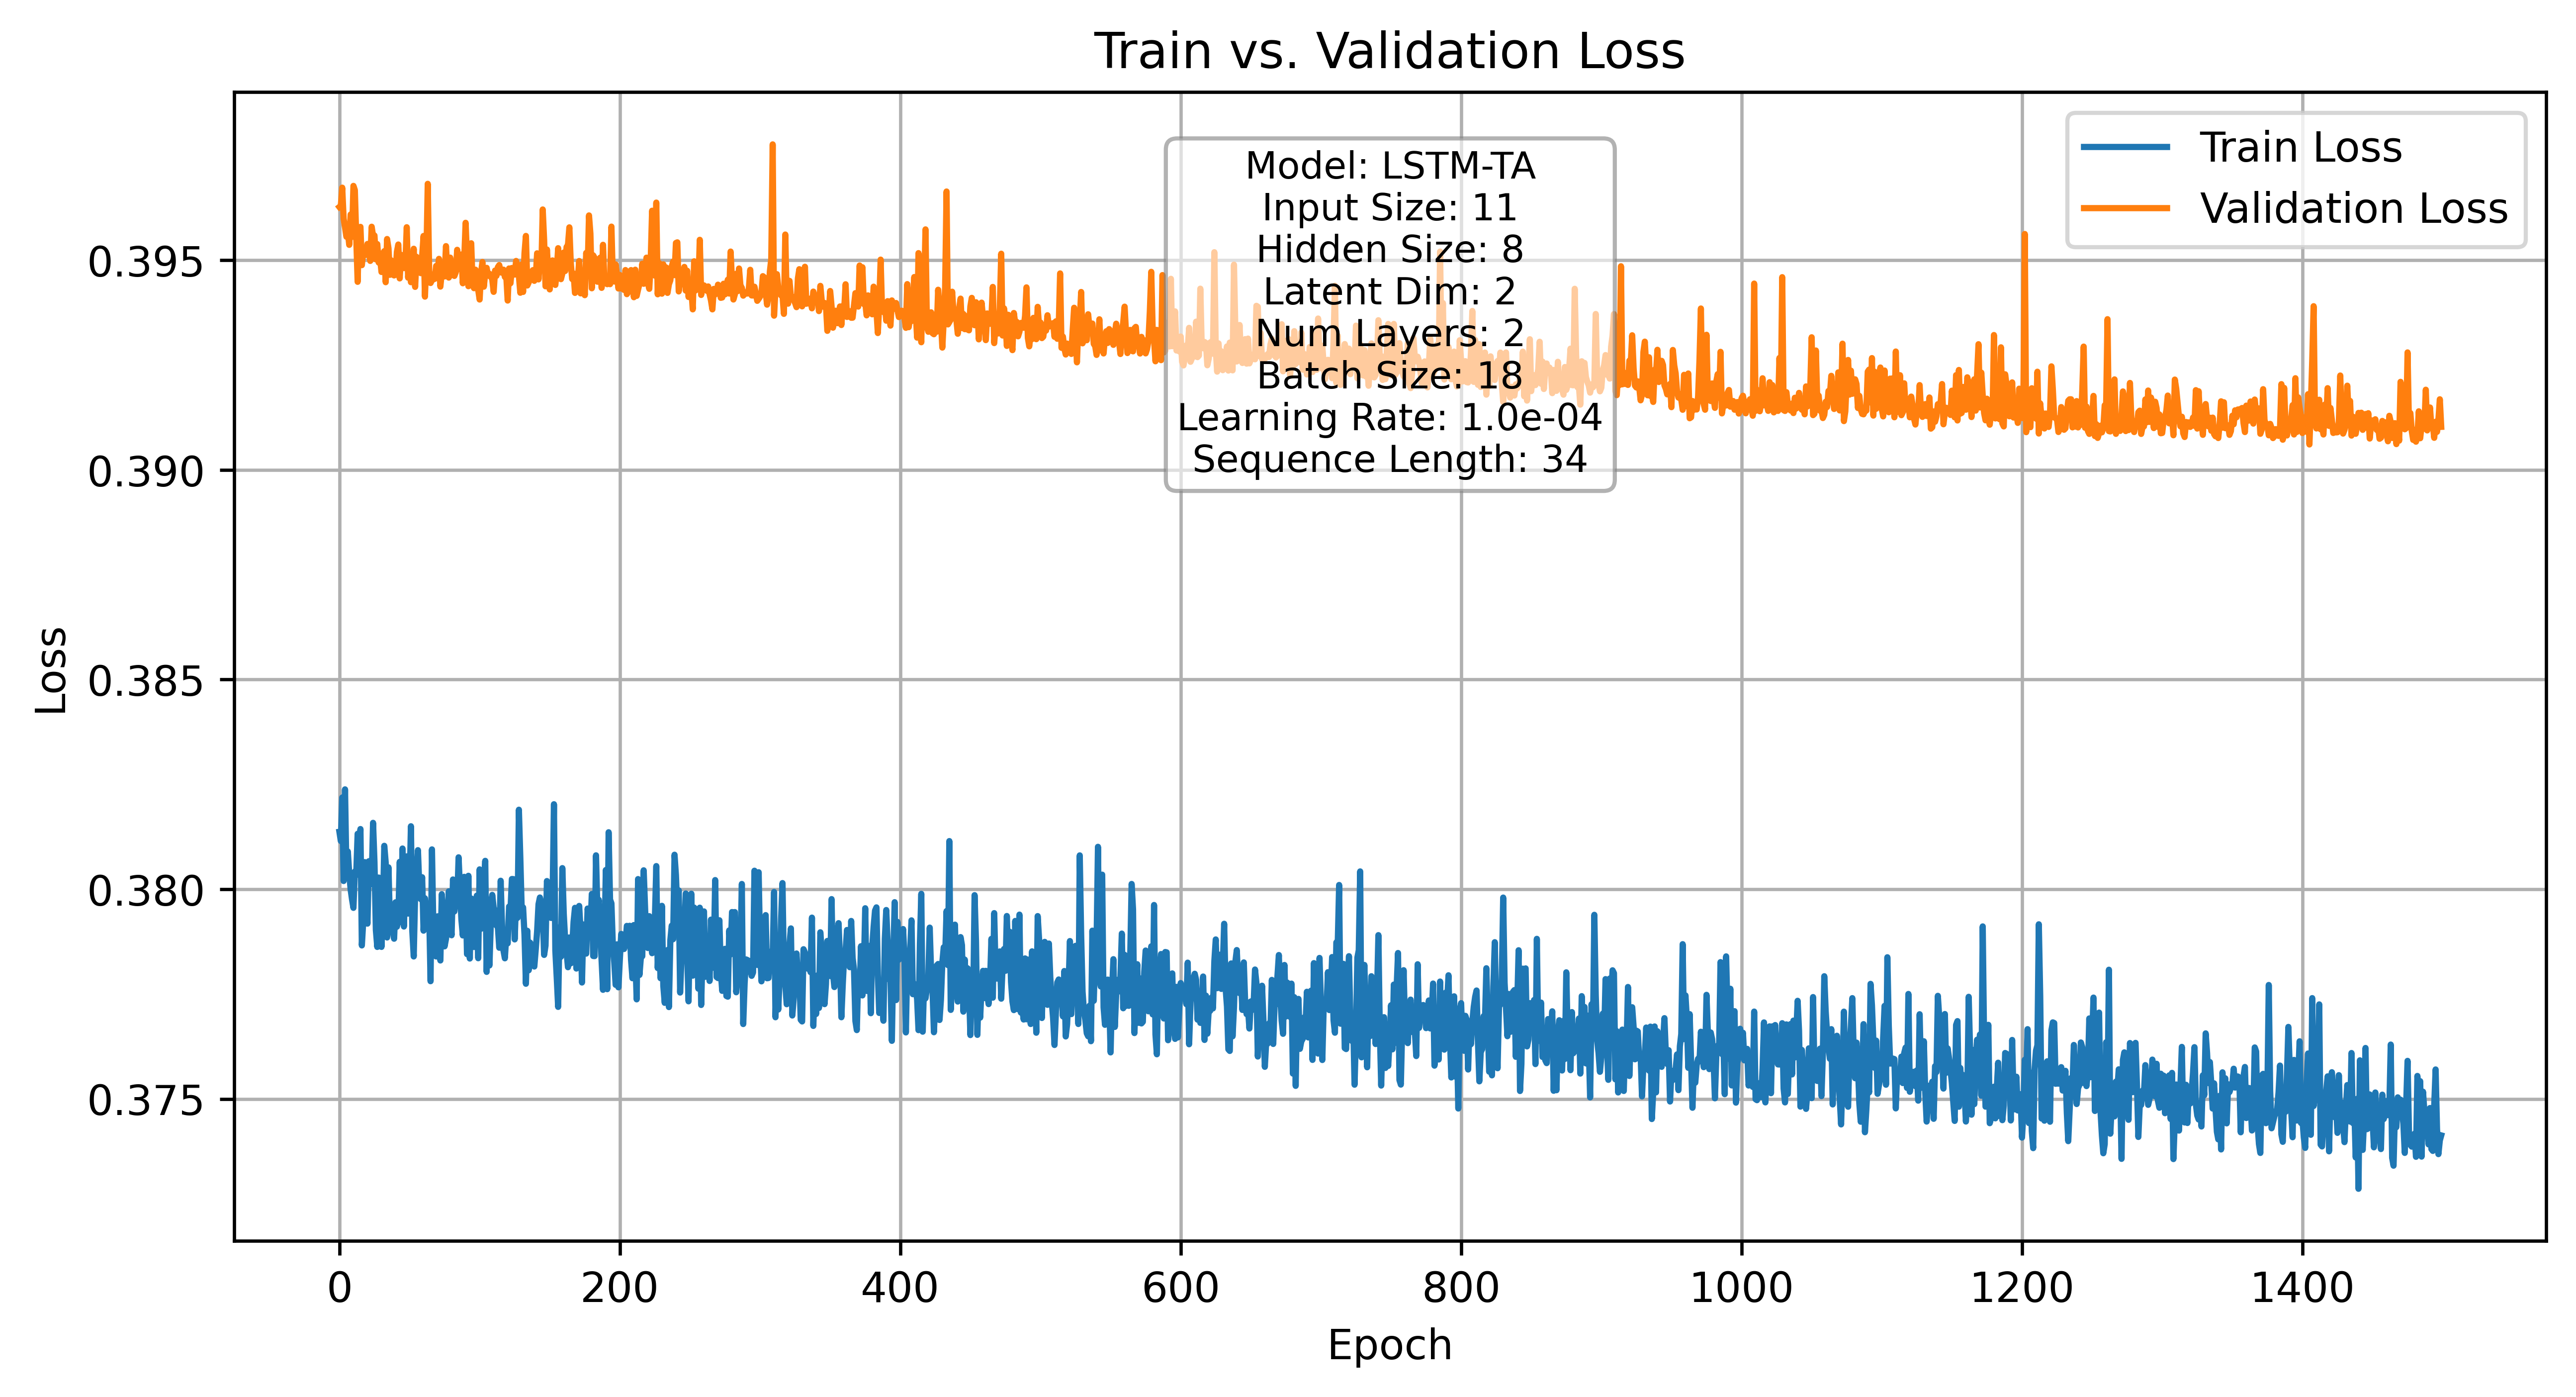 Train vs. Validation Loss
Train Loss
Validation Loss
Model: LSTM-TA
Input Size: 11
Hidden Size: 8
Latent Dim: 2
Num Layers: 2
Batch Size: 18
Learning Rate: 1.0e-04
Sequence Length: 34
Loss
0.395
0.390
0.385
0.380
0.375
0 200 400 600 800 1000 1200 1400
Epoch